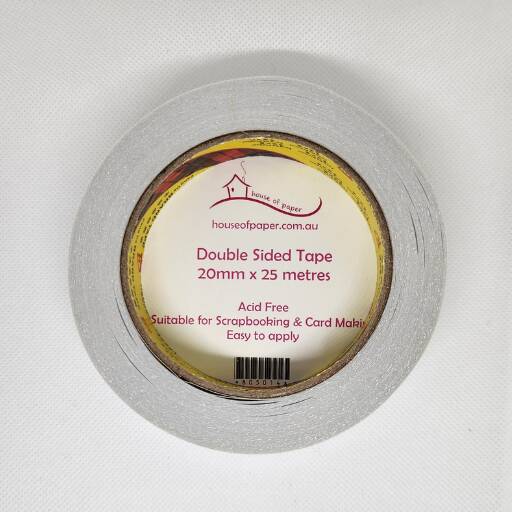 house of paper
houseofpaper.com.au
Double Sided Tape
20mm x 25 metres
Acid Free
Suitable for Scrapbooking & Card Makin
Easy to apply